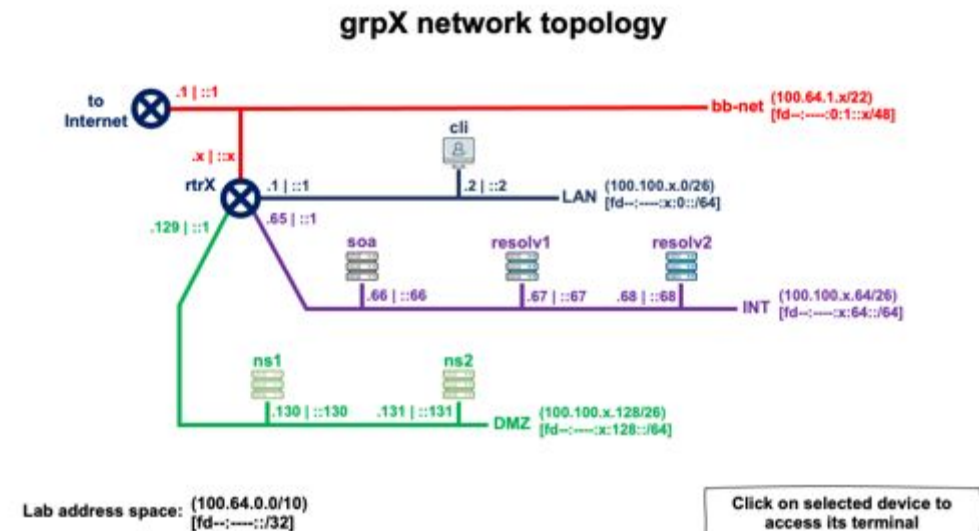 grpX network topology
to
Internet
.1 | ::1
bb-net
(100.64.1.x/22)
[fd--:----:0:1::x/48]
cli
.x | ::x
rtrX
.1 | ::1
.2 | ::2
LAN
(100.100.x.0/26)
[fd--:----:x:0::/64]
.129 | ::1
.65 | ::1
soa
resolv1
resolv2
.66 | ::66
.67 | ::67
.68 | ::68
INT
(100.100.x.64/26)
[fd--:----:x:64::/64]
ns1
ns2
.130 | ::130
.131 | ::131
DMZ
(100.100.x.128/26)
[fd--:----:x:128::/64]
Lab address space: (100.64.0.0/10)
[fd--:----::/32]
Click on selected device to
access its terminal